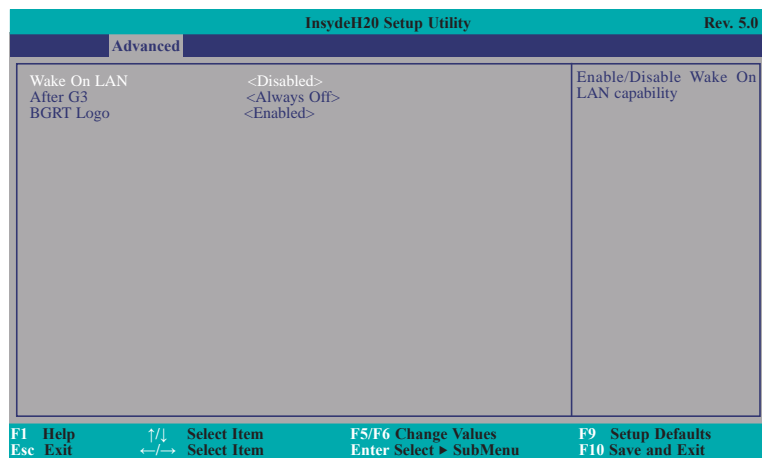 InsydeH20 Setup Utility Rev. 5.0
Advanced
Wake On LAN <Disabled>
After G3 <Always Off>
BGRT Logo <Enabled>
Enable/Disable Wake On
LAN capability
F1 Help ↑/↓ Select Item F5/F6 Change Values F9 Setup Defaults
Esc Exit ←/→ Select Item Enter Select ▶ SubMenu F10 Save and Exit